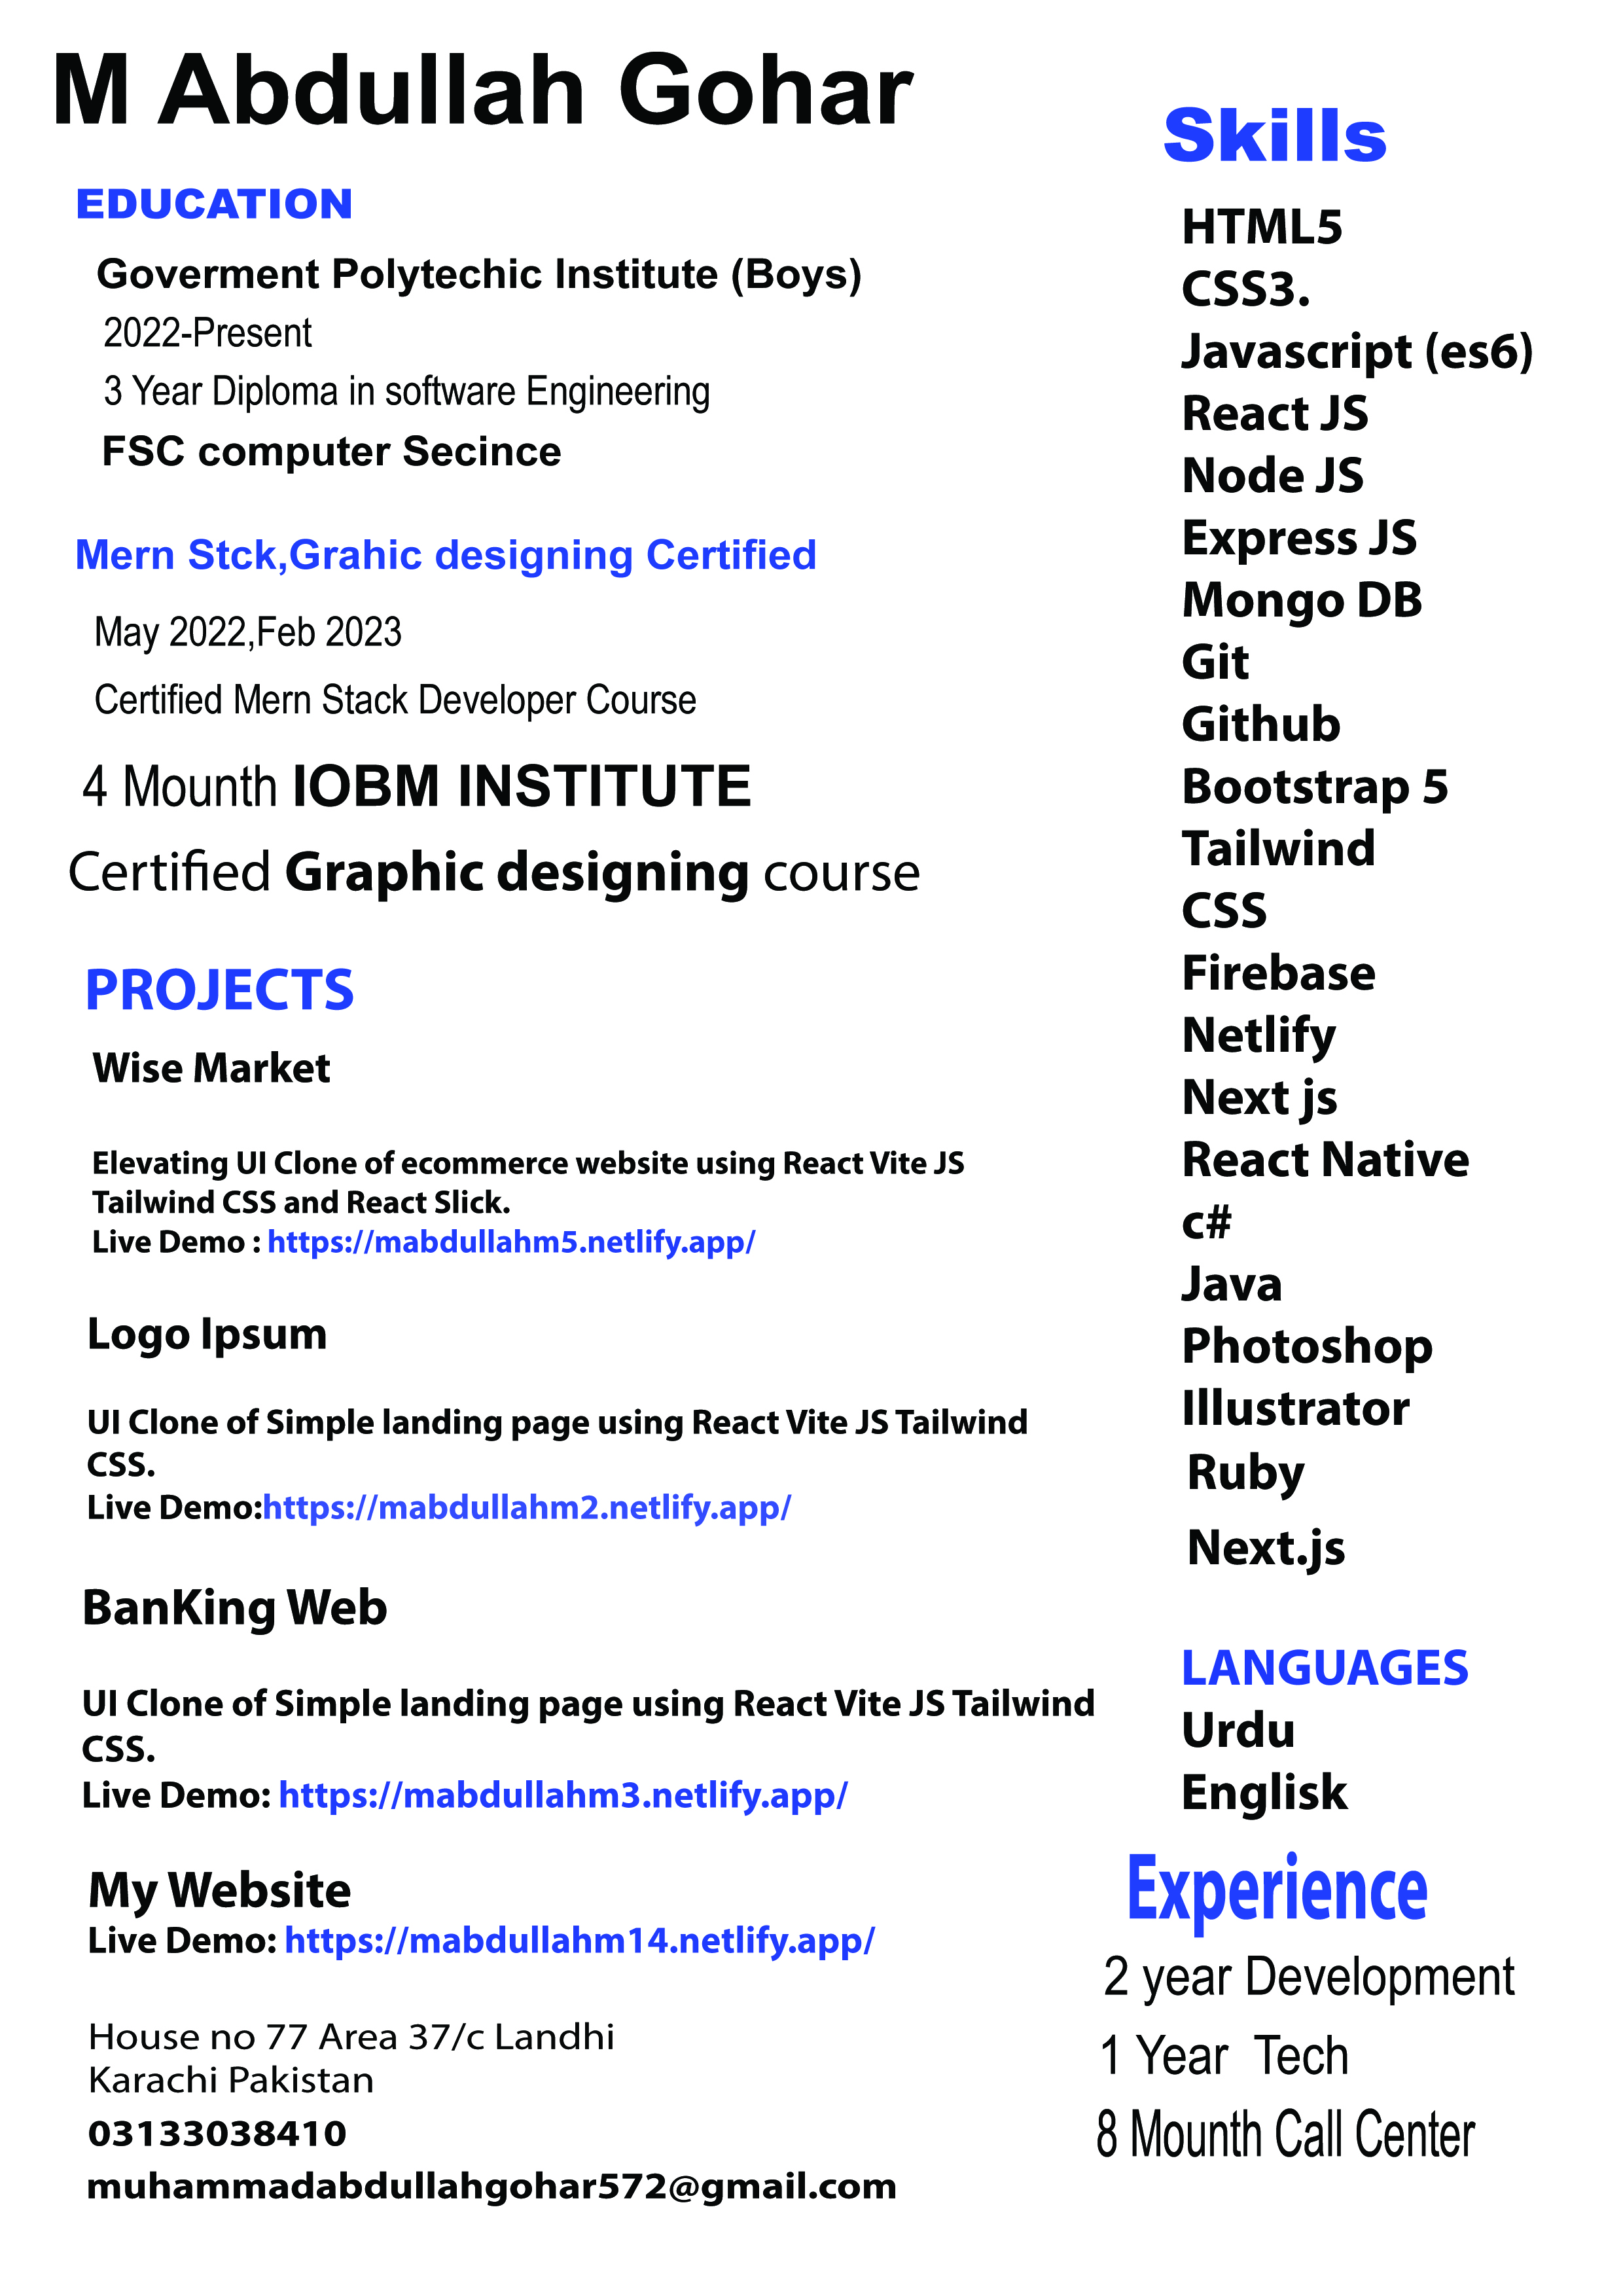 M Abdullah Gohar
EDUCATION
Goverment Polytechic Institute (Boys)
2022-Present
3 Year Diploma in software Engineering
FSC computer Secince
Mern Stck,Grahic designing Certified
May 2022,Feb 2023
Certified Mern Stack Developer Course
4 Mounth IOBM INSTITUTE
Certified Graphic designing course
PROJECTS
Wise Market
Elevating UI Clone of ecommerce website using React Vite JS
Tailwind CSS and React Slick.
Live Demo : https://mabdullahm5.netlify.app/
Logo Ipsum
UI Clone of Simple landing page using React Vite JS Tailwind
CSS.
Live Demo:https://mabdullahm2.netlify.app/
BanKing Web
UI Clone of Simple landing page using React Vite JS Tailwind
CSS.
Live Demo: https://mabdullahm3.netlify.app/
My Website
Live Demo: https://mabdullahm14.netlify.app/
House no 77 Area 37/c Landhi
Karachi Pakistan
03133038410
muhammadabdullahgohar572@gmail.com
Skills
HTML5
CSS3.
Javascript (es6)
React JS
Node JS
Express JS
Mongo DB
Git
Github
Bootstrap 5
Tailwind
CSS
Firebase
Netlify
Next js
React Native
c#
Java
Photoshop
Illustrator
Ruby
Next.js
LANGUAGES
Urdu
Englisk
Experience
2 year Development
1 Year Tech
8 Mounth Call Center